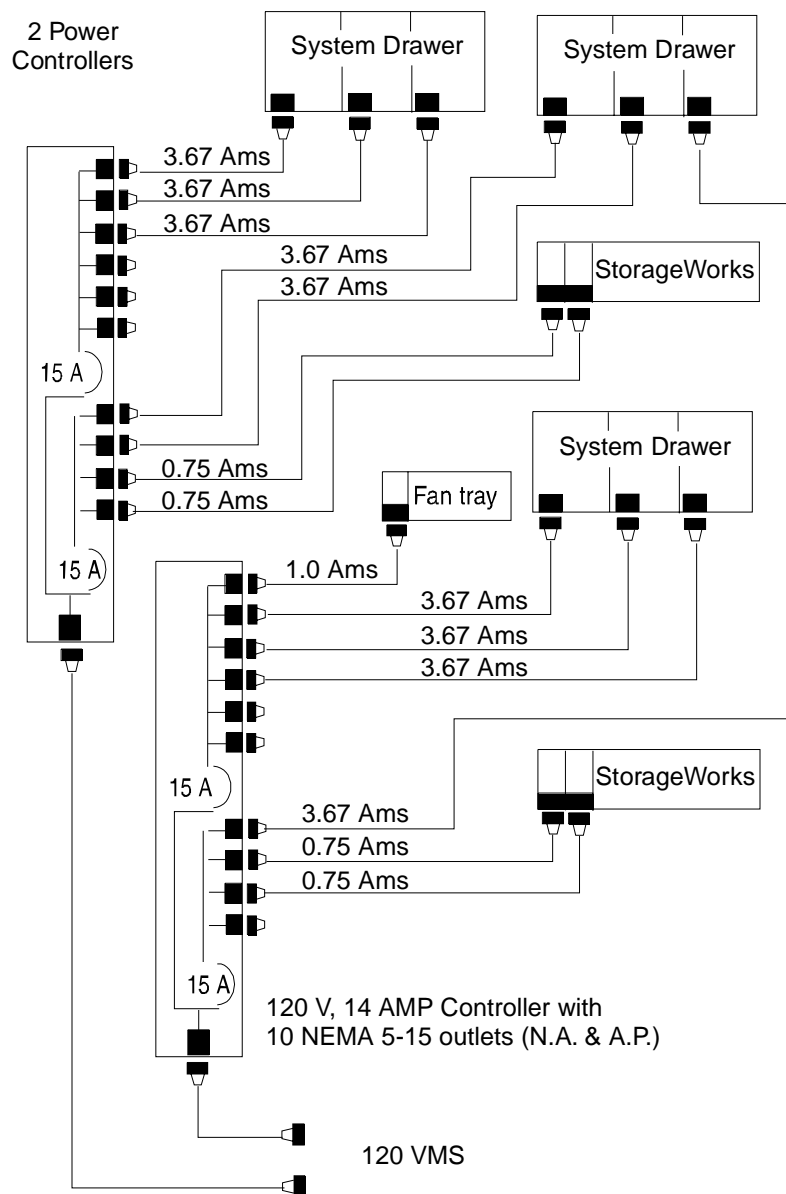 2 Power
Controllers
System Drawer
System Drawer
3.67 Ams
3.67 Ams
3.67 Ams
3.67 Ams
3.67 Ams
StorageWorks
15 A
System Drawer
0.75 Ams
0.75 Ams
Fan tray
15 A
1.0 Ams
3.67 Ams
3.67 Ams
3.67 Ams
15 A
StorageWorks
3.67 Ams
0.75 Ams
0.75 Ams
15 A
120 V, 14 AMP Controller with
10 NEMA 5-15 outlets (N.A. & A.P.)
120 VMS